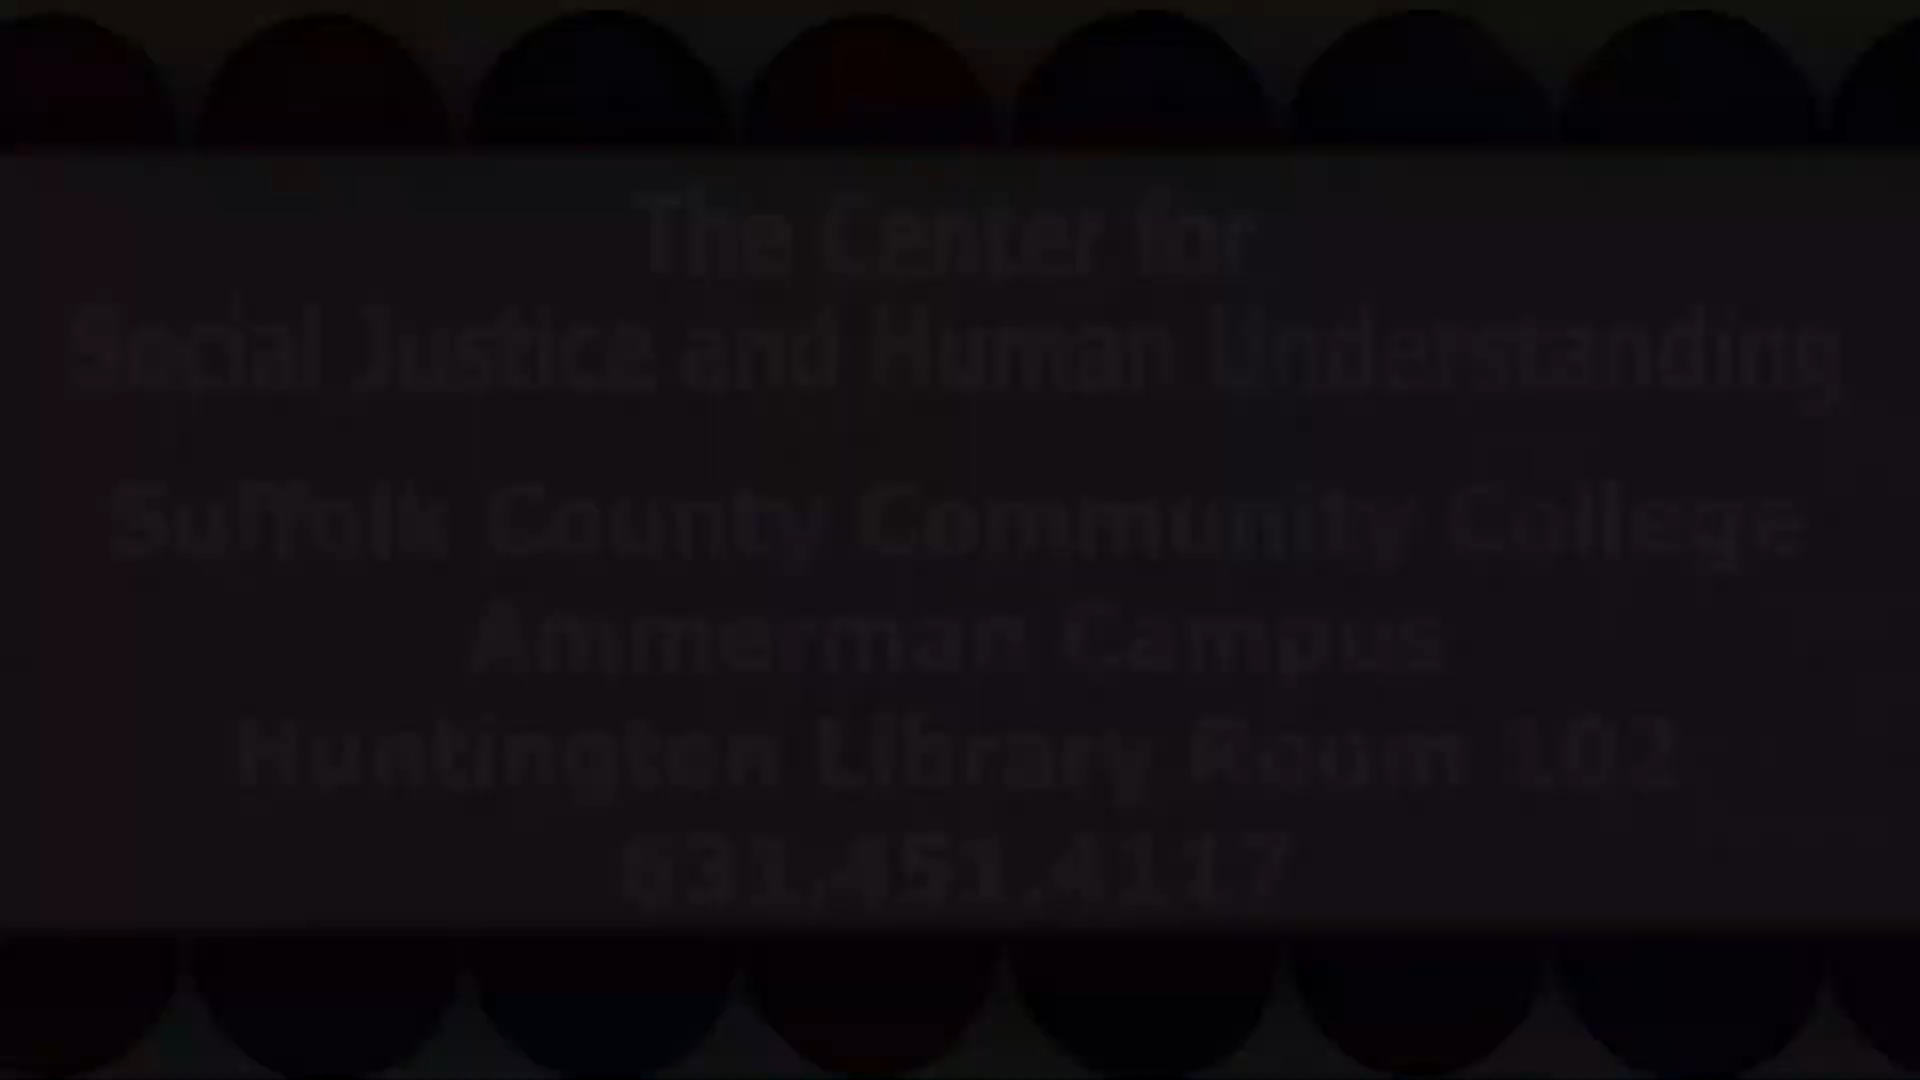 The Center for
Social Justice and Human Understanding
Suffolk County Community College
Ammerman Campus
Huntington Library Room 102
631.451.4117